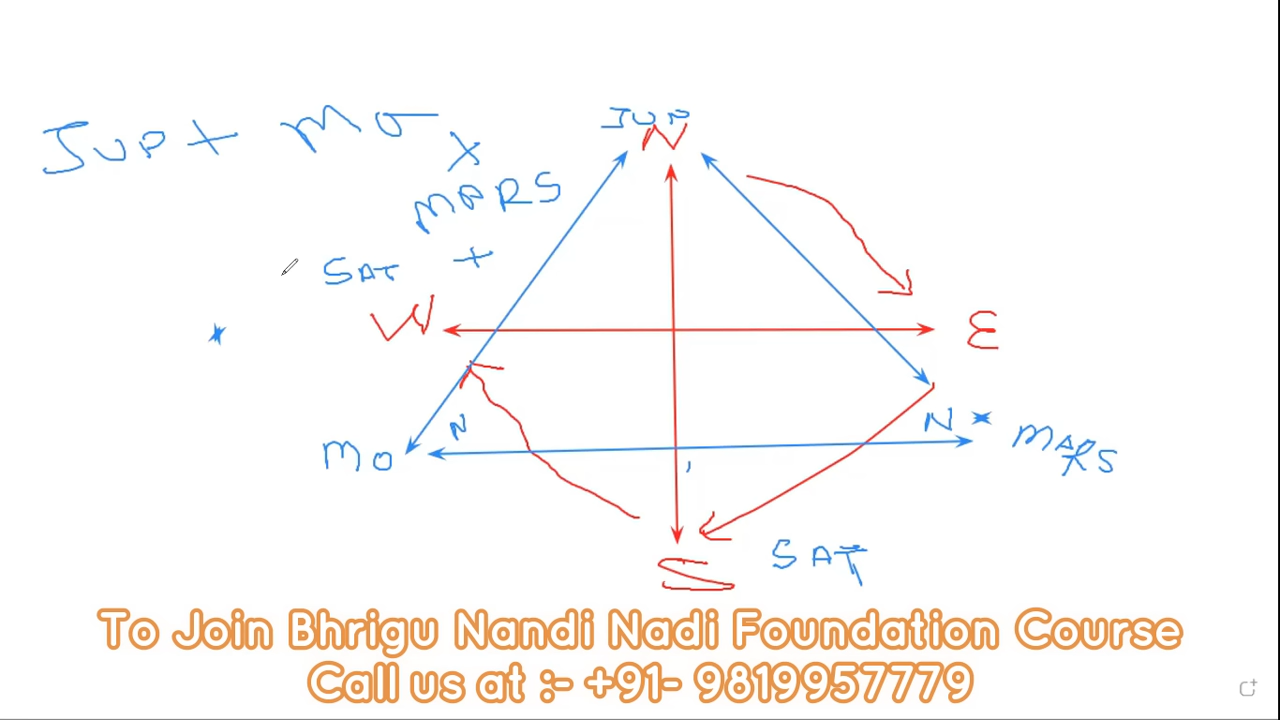 JUP + MO
+
MARS
SAT +
JUP
N
W
E
N
MO
N * MARS
S
SAT
To Join Bhrigu Nandi Nadi Foundation Course
Call us at :- +91- 9819957779